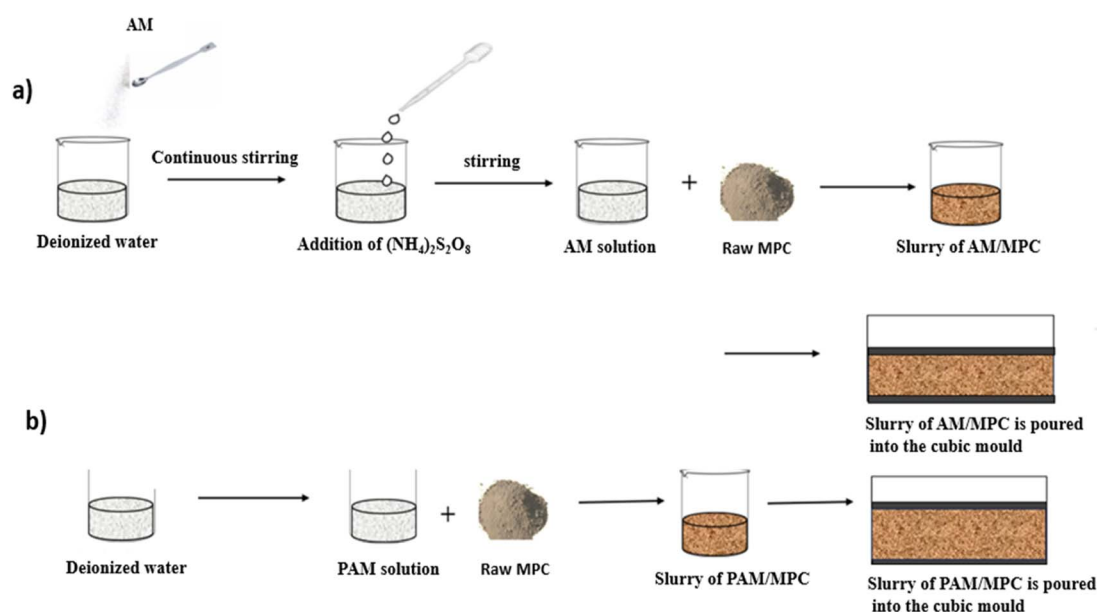 AM
a)
Continuous stirring
stirring
+
Deionized water
Addition of (NH₄)₂S₂O₈
AM solution
Raw MPC
Slurry of AM/MPC
Slurry of AM/MPC is poured
into the cubic mould
b)
+
Deionized water
PAM solution
Raw MPC
Slurry of PAM/MPC
Slurry of PAM/MPC is poured
into the cubic mould